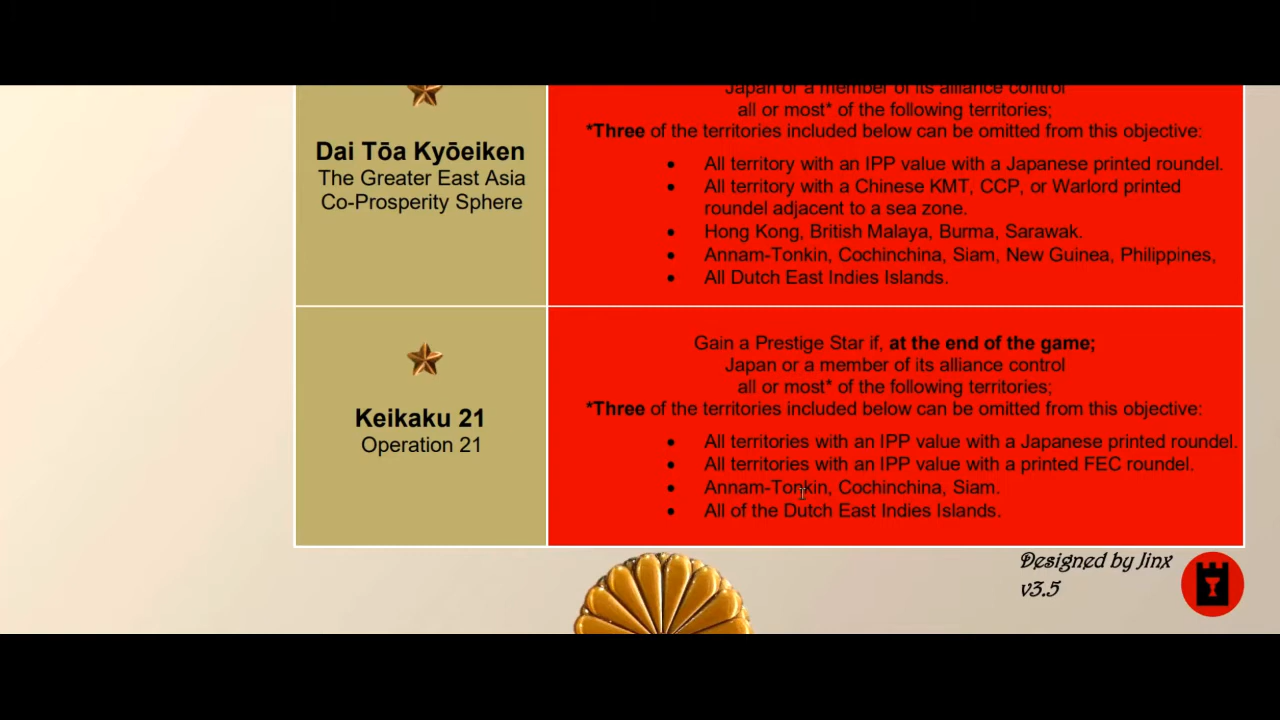 Japan or a member of its alliance control
all or most* of the following territories;
*Three of the territories included below can be omitted from this objective:
Dai Tōa Kyōeiken
The Greater East Asia
Co-Prosperity Sphere
• All territory with an IPP value with a Japanese printed roundel.
• All territory with a Chinese KMT, CCP, or Warlord printed
roundel adjacent to a sea zone.
• Hong Kong, British Malaya, Burma, Sarawak.
• Annam-Tonkin, Cochinchina, Siam, New Guinea, Philippines,
• All Dutch East Indies Islands.
Keikaku 21
Operation 21
Gain a Prestige Star if, at the end of the game;
Japan or a member of its alliance control
all or most* of the following territories;
*Three of the territories included below can be omitted from this objective:
• All territories with an IPP value with a Japanese printed roundel.
• All territories with an IPP value with a printed FEC roundel.
• Annam-Tonkin, Cochinchina, Siam.
• All of the Dutch East Indies Islands.
Designed by Jinx
v3.5